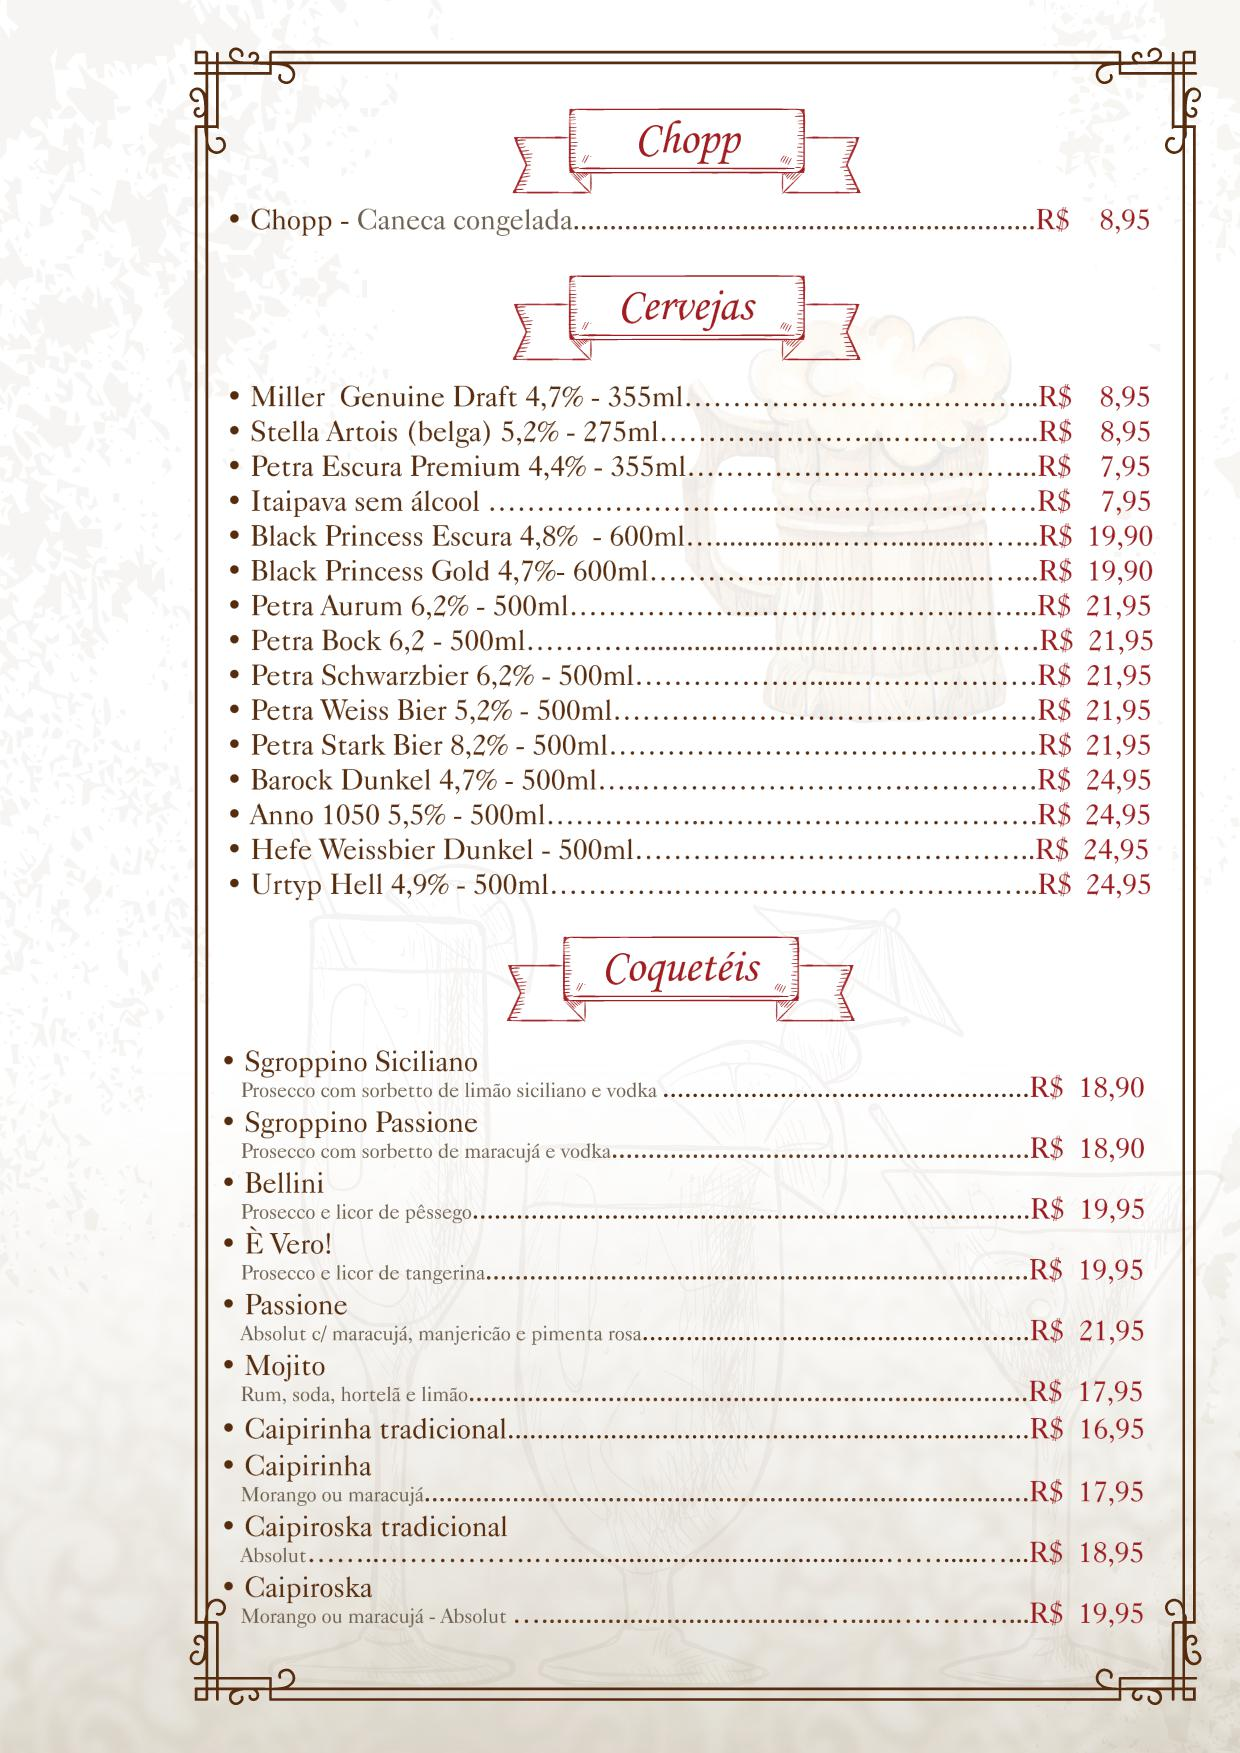 Chopp
• Chopp - Caneca congelada..........R$ 8,95
Cervejas
• Miller Genuine Draft 4,7% - 355ml..........R$ 8,95
• Stella Artois (belga) 5,2% - 275ml..........R$ 8,95
• Petra Escura Premium 4,4% - 355ml..........R$ 7,95
• Itaipava sem álcool ..........R$ 7,95
• Black Princess Escura 4,8% - 600ml..........R$ 19,90
• Black Princess Gold 4,7%- 600ml..........R$ 19,90
• Petra Aurum 6,2% - 500ml..........R$ 21,95
• Petra Bock 6,2 - 500ml..........R$ 21,95
• Petra Schwarzbier 6,2% - 500ml..........R$ 21,95
• Petra Weiss Bier 5,2% - 500ml..........R$ 21,95
• Petra Stark Bier 8,2% - 500ml..........R$ 21,95
• Barock Dunkel 4,7% - 500ml..........R$ 24,95
• Anno 1050 5,5% - 500ml..........R$ 24,95
• Hefe Weissbier Dunkel - 500ml..........R$ 24,95
• Urtyp Hell 4,9% - 500ml..........R$ 24,95
Coquetéis
• Sgroppino Siciliano
Prosecco com sorbetto de limão siciliano e vodka ..........R$ 18,90
• Sgroppino Passione
Prosecco com sorbetto de maracujá e vodka..........R$ 18,90
• Bellini
Prosecco e licor de pêssego..........R$ 19,95
• È Vero!
Prosecco e licor de tangerina..........R$ 19,95
• Passione
Absolut c/ maracujá, manjericão e pimenta rosa..........R$ 21,95
• Mojito
Rum, soda, hortelã e limão..........R$ 17,95
• Caipirinha tradicional..........R$ 16,95
• Caipirinha
Morango ou maracujá..........R$ 17,95
• Caipiroska tradicional
Absolut..........R$ 18,95
• Caipiroska
Morango ou maracujá - Absolut ..........R$ 19,95